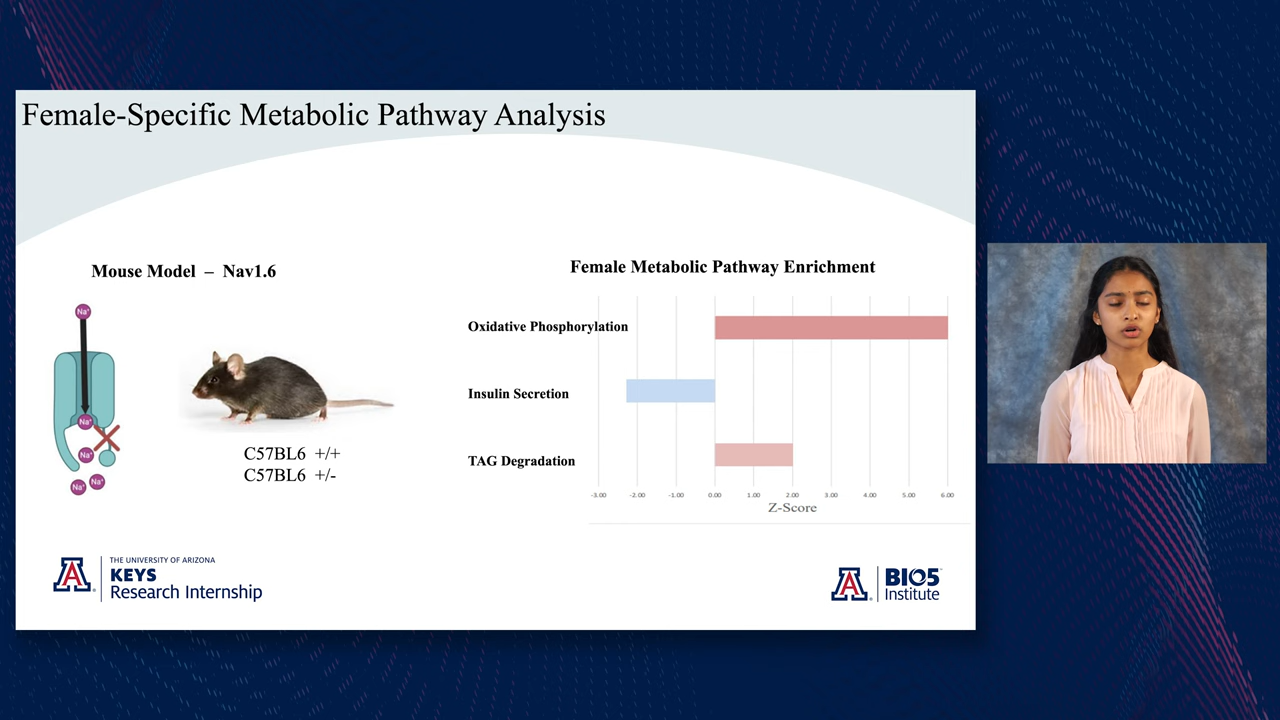 Female-Specific Metabolic Pathway Analysis
Mouse Model – Nav1.6
Na⁺
Na⁺
Na⁺
Na⁺
Na⁺
C57BL6 +/+
C57BL6 +/-
Female Metabolic Pathway Enrichment
Oxidative Phosphorylation
Insulin Secretion
TAG Degradation
-3.00 -2.00 -1.00 0.00 1.00 2.00 3.00 4.00 5.00 6.00
Z-Score
A
THE UNIVERSITY OF ARIZONA
KEYS
Research Internship
A
BIO5
Institute